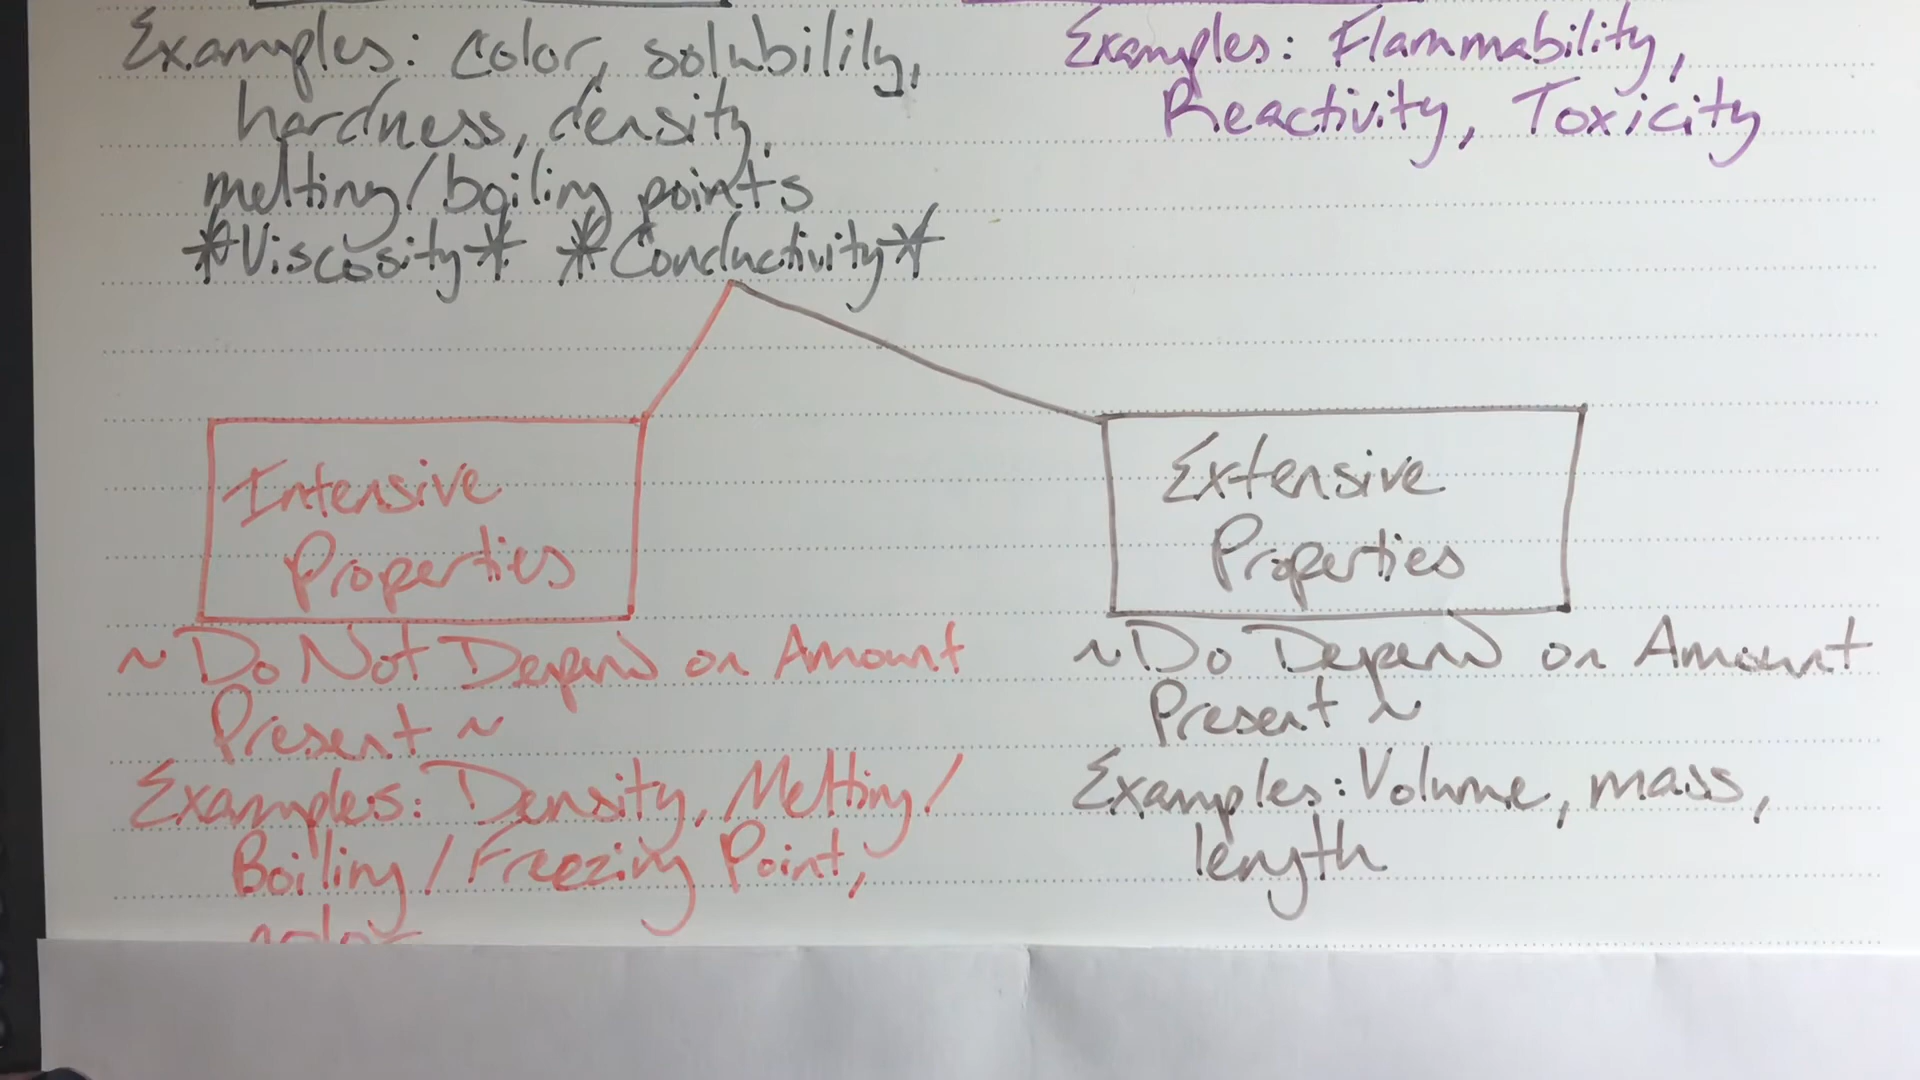 Examples: color, solubility,
hardness, density,
melting/boiling points
*Viscosity* *Conductivity*
Examples: Flammability,
Reactivity, Toxicity
Intensive
Properties
~Do Not Depend on Amount
Present~
Examples: Density, Melting/
Boiling/Freezing Point,
Extensive
Properties
~Do Depend on Amount
Present~
Examples: Volume, mass,
length